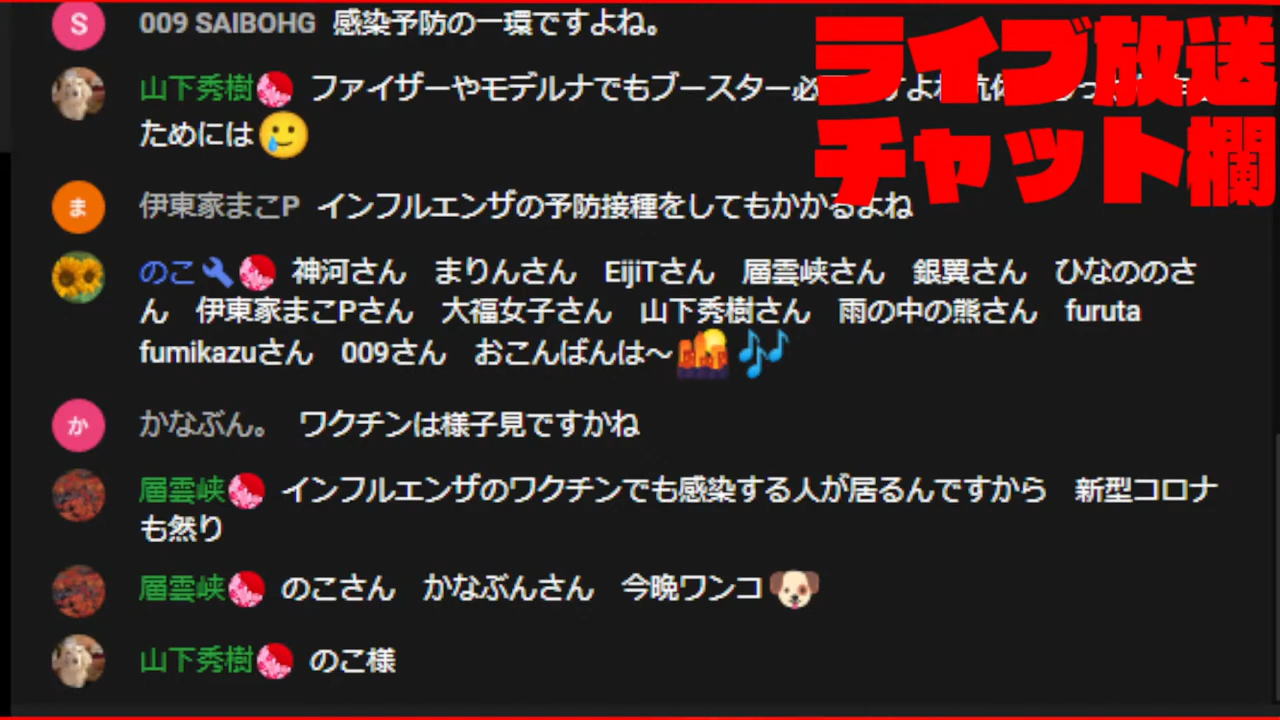 S 009 SAIBOHG 感染予防の一環ですよね。
ライブ放送
チャット欄
山下秀樹 ファイザーやモデルナでもブースター必
ためには
ま 伊東家まこP インフルエンザの予防接種をしてもかかるよね
のこ 神河さん まりんさん EijiTさん 層雲峡さん 銀翼さん ひなののさ
ん 伊東家まこPさん 大福女子さん 山下秀樹さん 雨の中の熊さん furuta
fumikazuさん 009さん おこんばんは〜
か かなぶん。 ワクチンは様子見ですかね
層雲峡 インフルエンザのワクチンでも感染する人が居るんですから 新型コロナ
も然り
層雲峡 のこさん かなぶんさん 今晩ワンコ
山下秀樹 のこ様